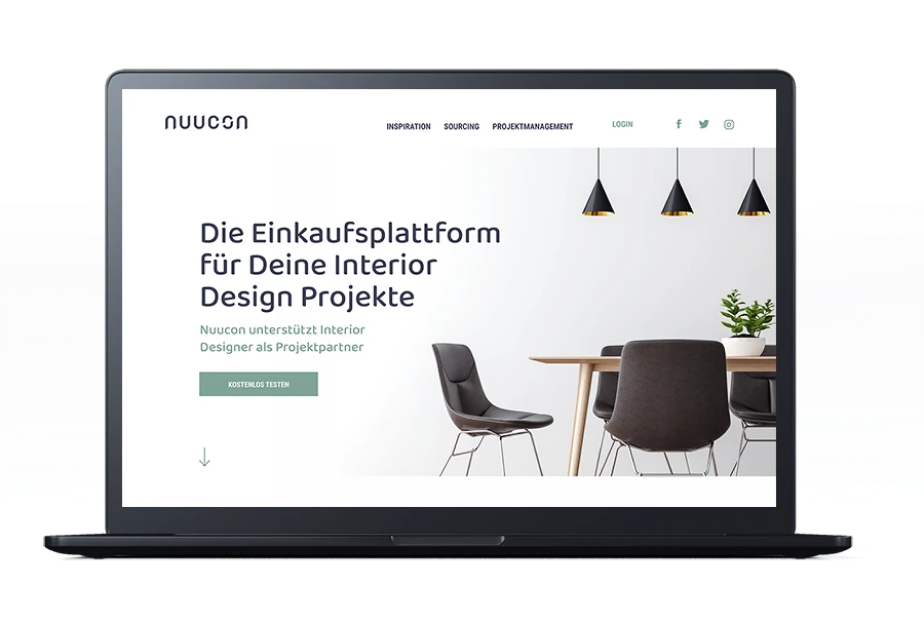 nuucon
INSPIRATION SOURCING PROJEKTMANAGEMENT LOGIN
Die Einkaufsplattform
für Deine Interior
Design Projekte
Nuucon unterstützt Interior
Designer als Projektpartner
KOSTENLOS TESTEN